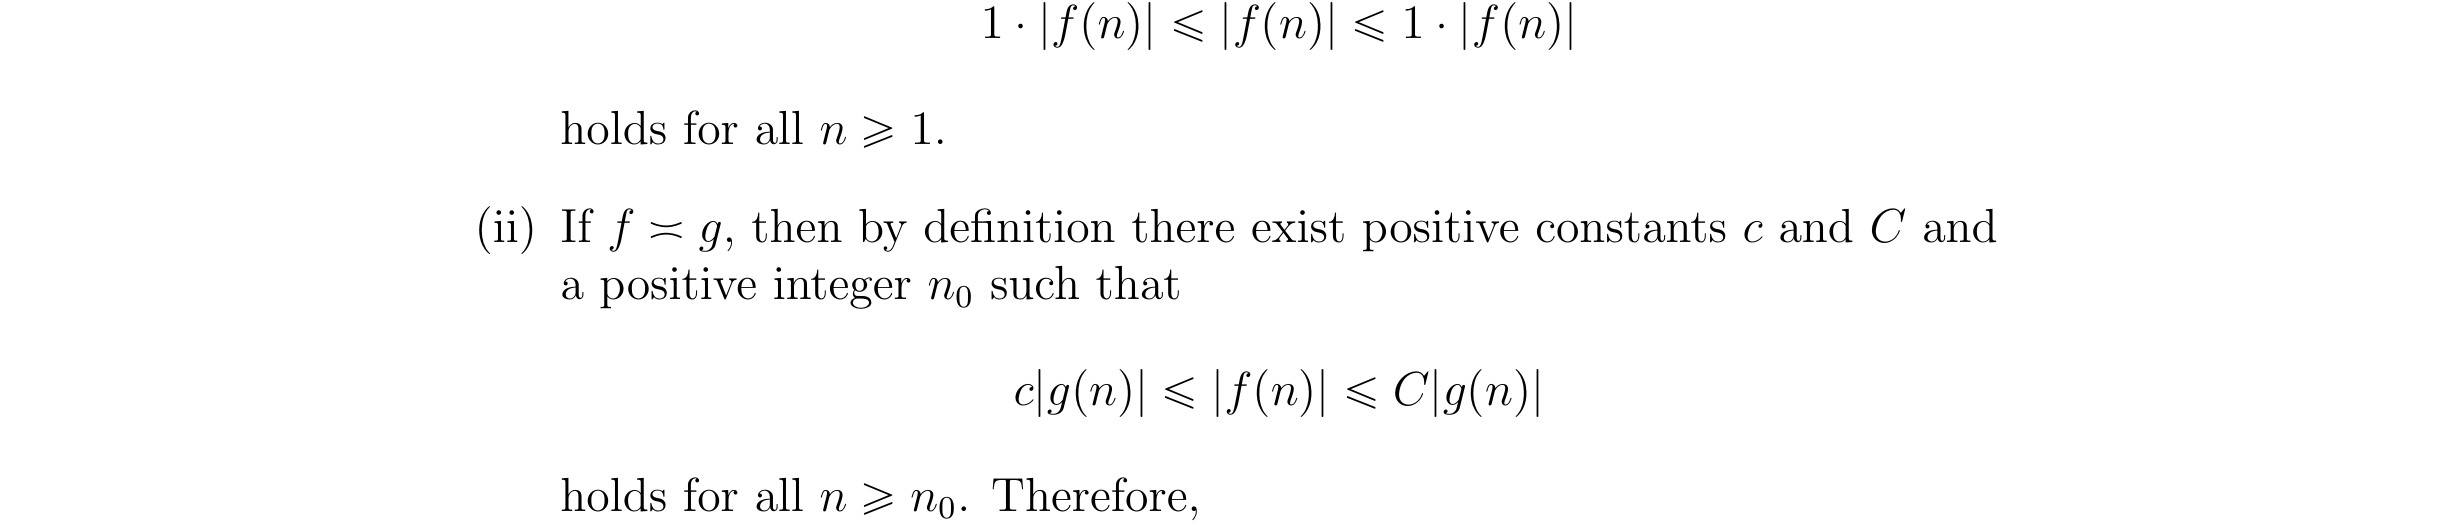 1 · |f(n)| ⩽ |f(n)| ⩽ 1 · |f(n)|
holds for all n ⩾ 1.
(ii) If f ≍ g, then by definition there exist positive constants c and C and
a positive integer n₀ such that
c|g(n)| ⩽ |f(n)| ⩽ C|g(n)|
holds for all n ⩾ n₀. Therefore,